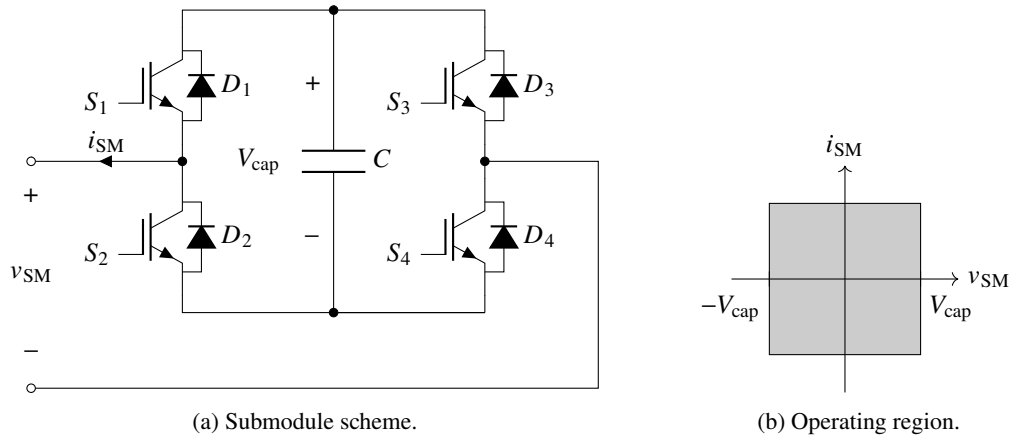 S1 D1 + S3 D3
iSM
iSM
+ Vcap C
S2 D2 − S4 D4
vSM
−Vcap Vcap vSM
−
(a) Submodule scheme. (b) Operating region.